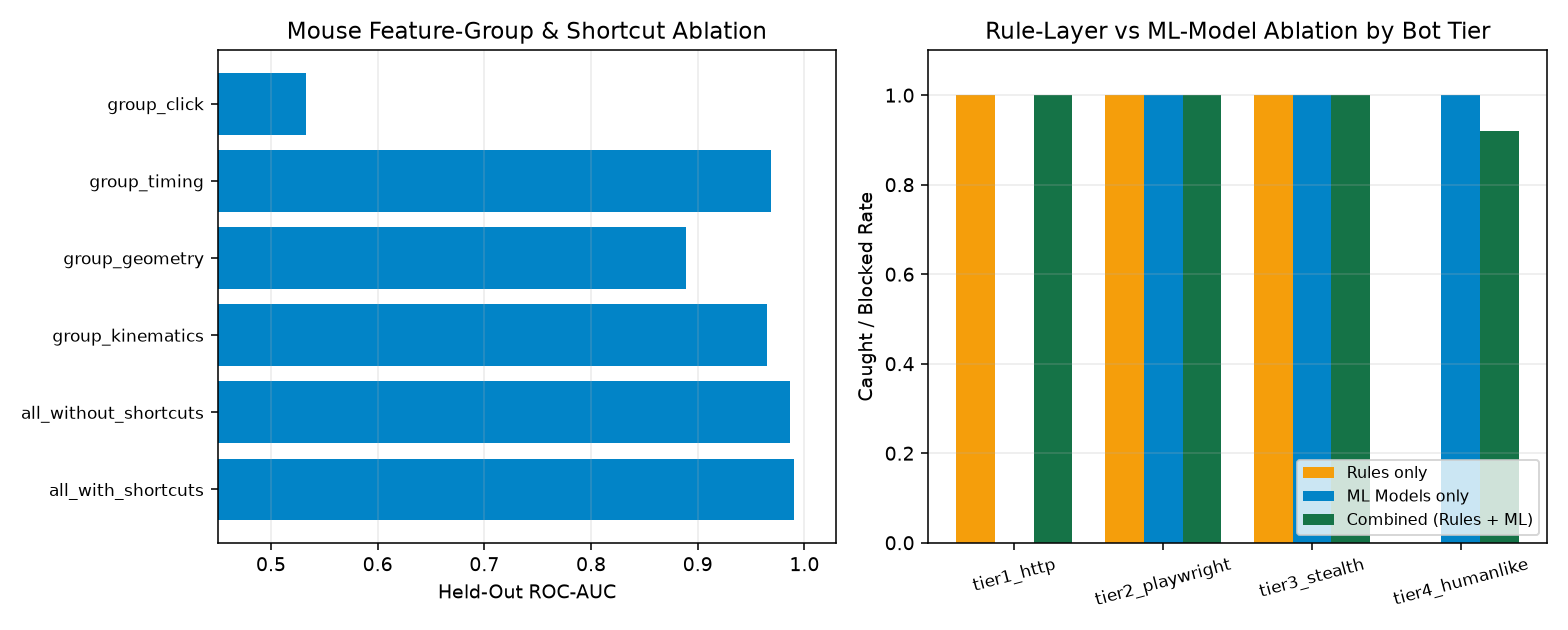 Mouse Feature-Group & Shortcut Ablation
group_click
group_timing
group_geometry
group_kinematics
all_without_shortcuts
all_with_shortcuts
0.5 0.6 0.7 0.8 0.9 1.0
Held-Out ROC-AUC
Rule-Layer vs ML-Model Ablation by Bot Tier
Caught / Blocked Rate
1.0
0.8
0.6
0.4
0.2
0.0
Rules only
ML Models only
Combined (Rules + ML)
tier1_http tier2_playwright tier3_stealth tier4_humanlike